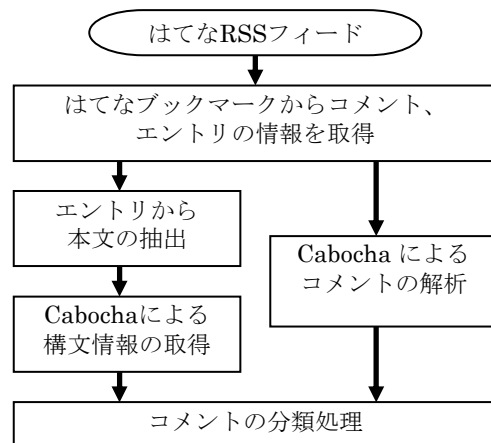 はてなRSSフィード
はてなブックマークからコメント、
エントリの情報を取得
エントリから
本文の抽出
Cabochaによる
構文情報の取得
Cabocha による
コメントの解析
コメントの分類処理